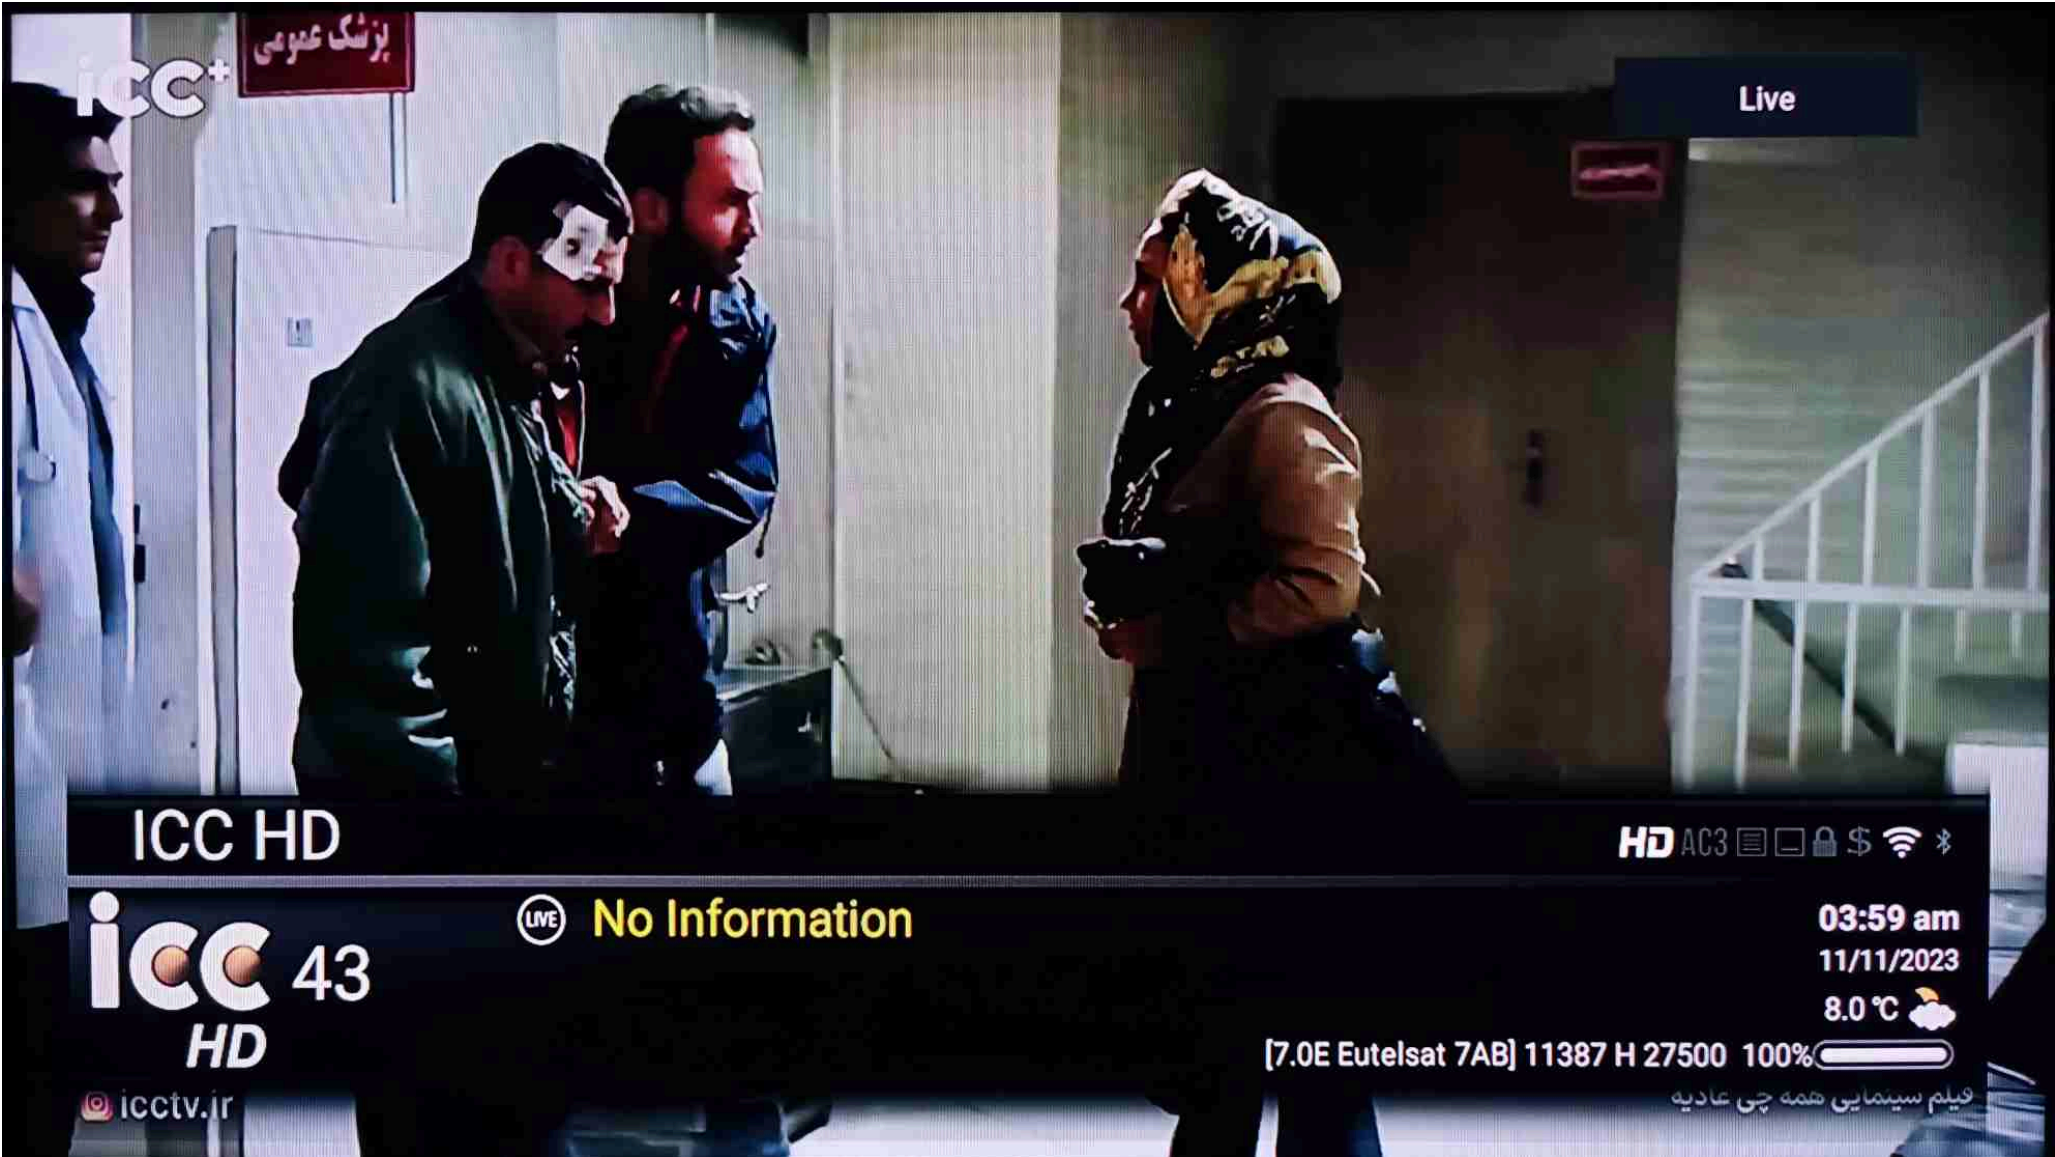 پزشک عمومی
icc+
Live
ICC HD
HD AC3 $
icc HD
43
LIVE No Information
03:59 am
11/11/2023
8.0 °C
[7.0E Eutelsat 7AB] 11387 H 27500 100%
icctv.ir
فیلم سینمایی همه چی عادیه